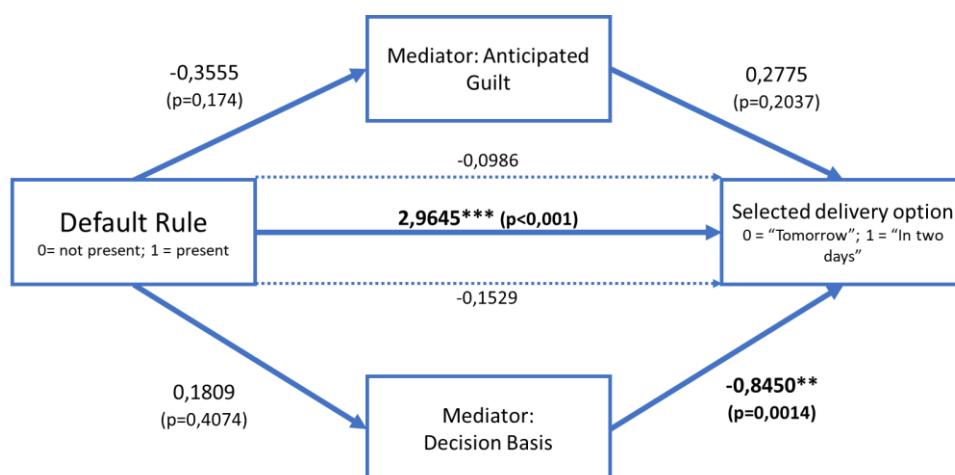 Mediator: Anticipated
Guilt
-0,3555
(p=0,174)
0,2775
(p=0,2037)
-0,0986
Default Rule
0= not present; 1 = present
2,9645*** (p<0,001)
Selected delivery option
0 = “Tomorrow”; 1 = “In two
days”
-0,1529
0,1809
(p=0,4074)
-0,8450**
(p=0,0014)
Mediator:
Decision Basis